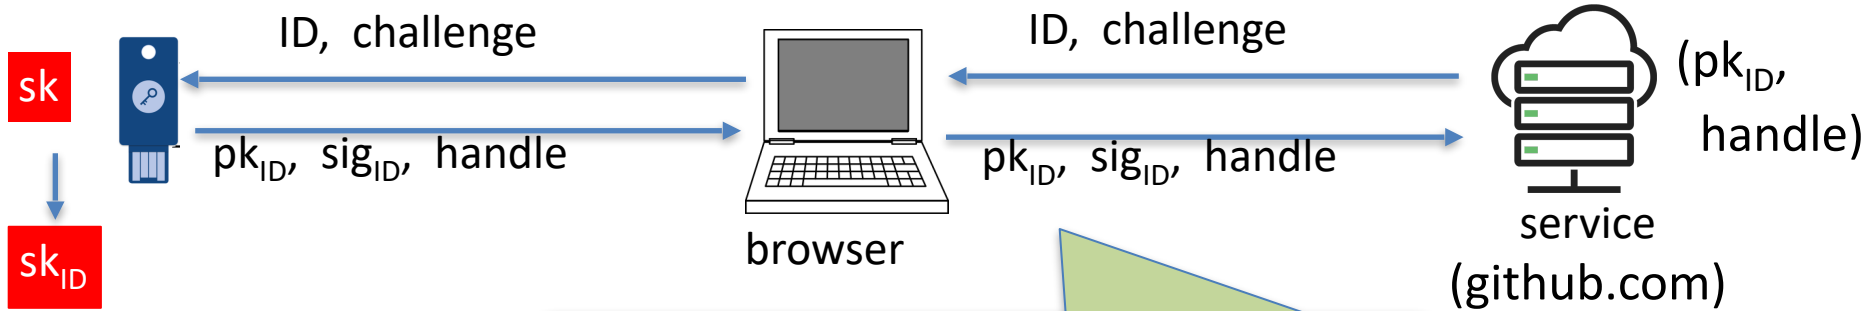 ID, challenge
ID, challenge
sk
(pk_ID,
handle)
pk_ID, sig_ID, handle
pk_ID, sig_ID, handle
sk_ID
browser
service
(github.com)